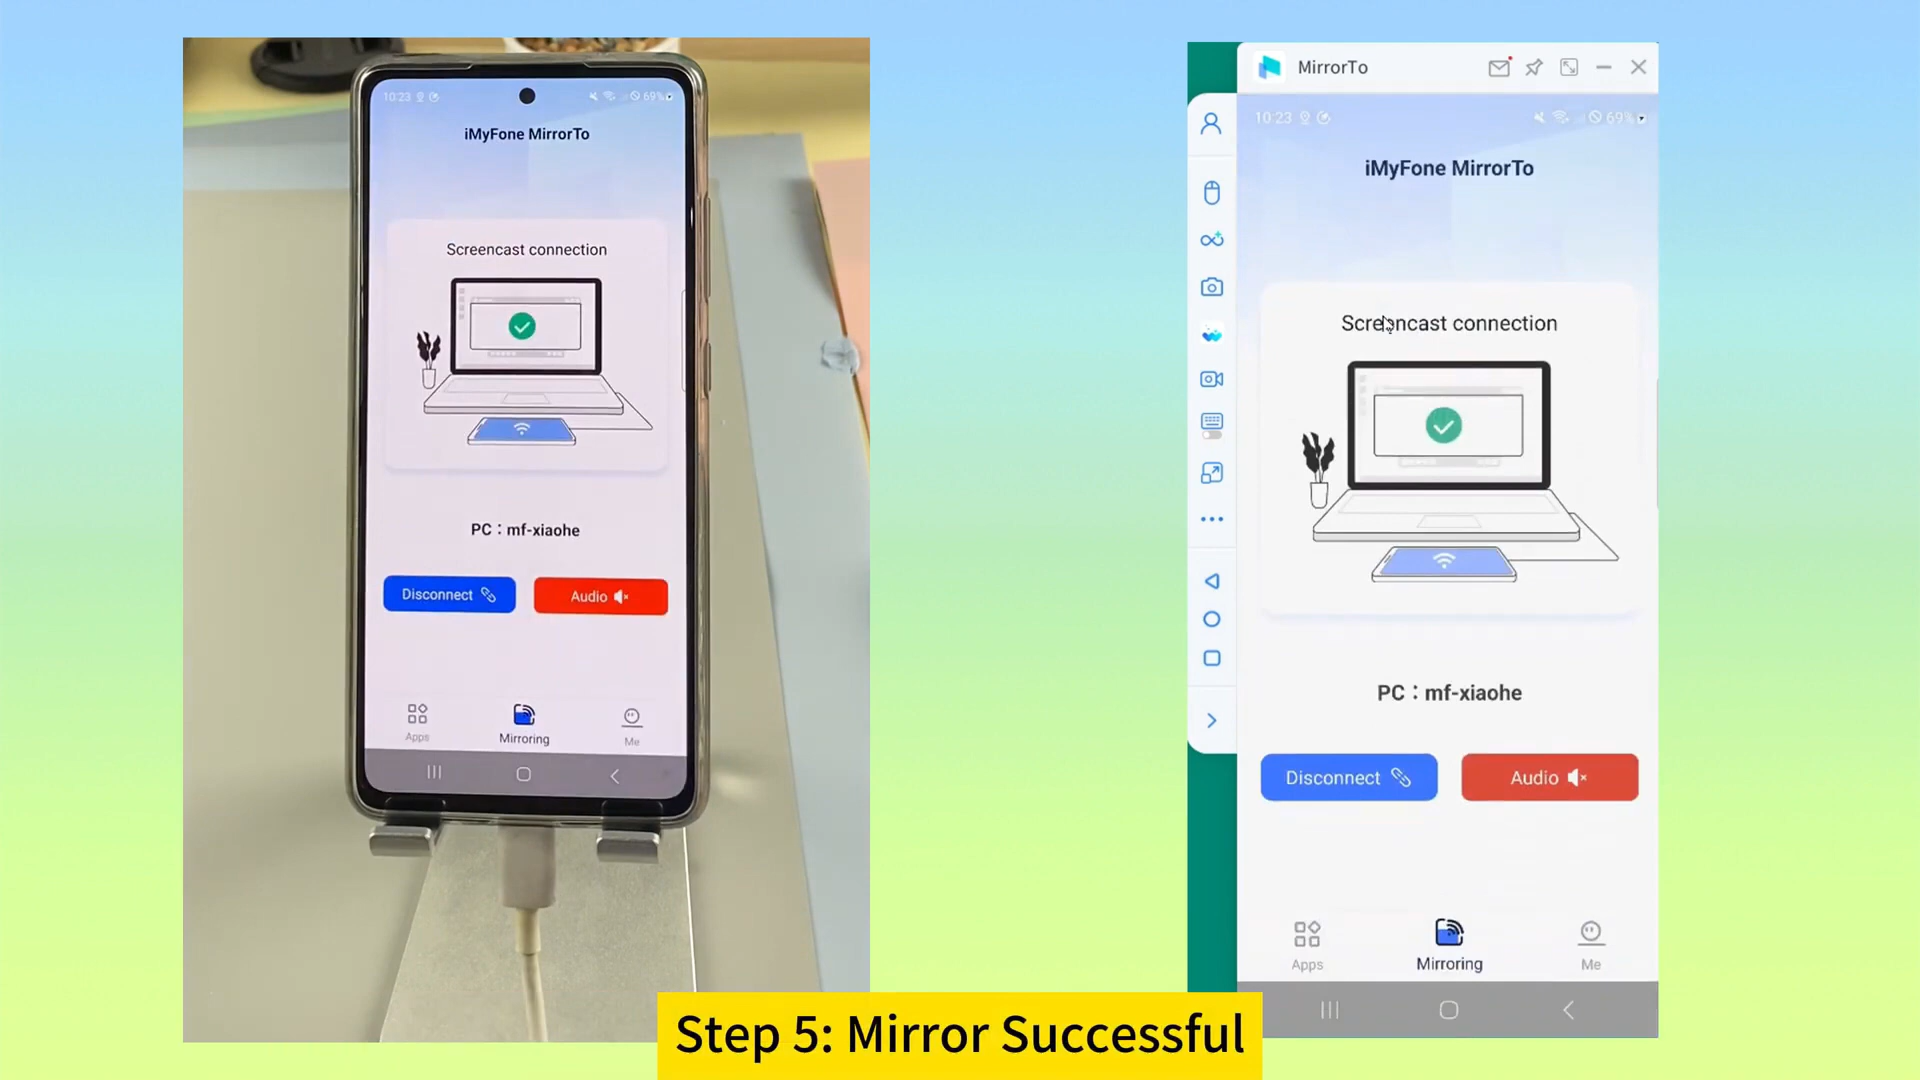 10:23
69%
iMyFone MirrorTo
Screencast connection
PC：mf-xiaohe
Disconnect
Audio
Apps
Mirroring
Me
MirrorTo
10:23
69%
iMyFone MirrorTo
Screencast connection
PC：mf-xiaohe
Disconnect
Audio
Apps
Mirroring
Me
Step 5: Mirror Successful